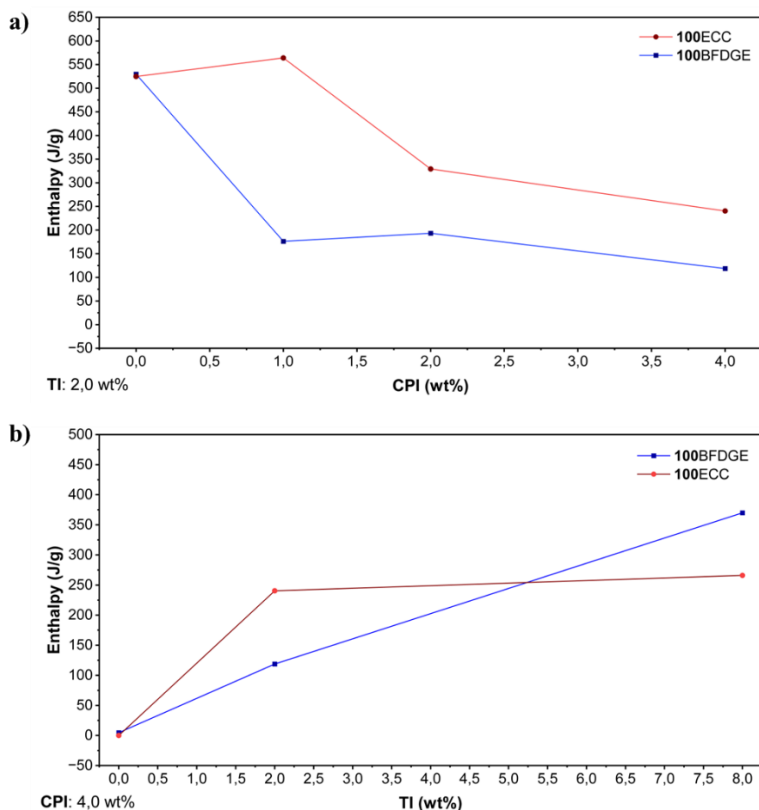 a)
650
600
550
500
450
400
350
300
250
200
150
100
50
0
−50
Enthalpy (J/g)
100ECC
100BFDGE
0,0 0,5 1,0 1,5 2,0 2,5 3,0 3,5 4,0
TI: 2,0 wt%
CPI (wt%)
b)
500
450
400
350
300
250
200
150
100
50
0
−50
Enthalpy (J/g)
100BFDGE
100ECC
0,0 0,5 1,0 1,5 2,0 2,5 3,0 3,5 4,0 4,5 5,0 5,5 6,0 6,5 7,0 7,5 8,0
CPI: 4,0 wt%
TI (wt%)